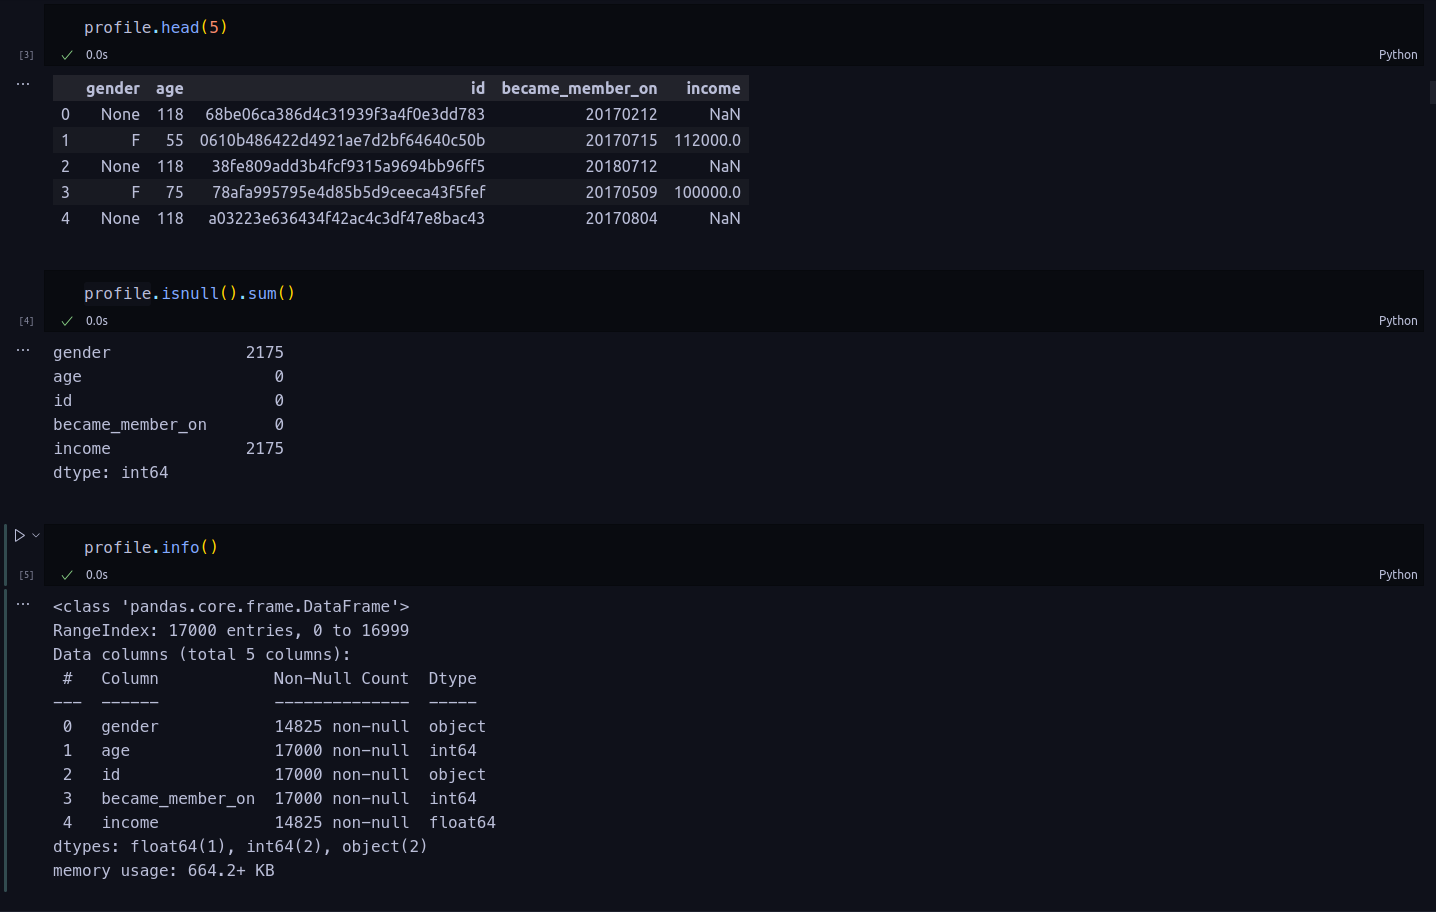 profile.head(5)
[3] ✓ 0.0s Python
... gender age id became_member_on income
0 None 118 68be06ca386d4c31939f3a4f0e3dd783 20170212 NaN
1 F 55 0610b486422d4921ae7d2bf64640c50b 20170715 112000.0
2 None 118 38fe809add3b4fcf9315a9694bb96ff5 20180712 NaN
3 F 75 78afa995795e4d85b5d9ceeca43f5fef 20170509 100000.0
4 None 118 a03223e636434f42ac4c3df47e8bac43 20170804 NaN
profile.isnull().sum()
[4] ✓ 0.0s Python
... gender 2175
age 0
id 0
became_member_on 0
income 2175
dtype: int64
profile.info()
[5] ✓ 0.0s Python
... <class 'pandas.core.frame.DataFrame'>
RangeIndex: 17000 entries, 0 to 16999
Data columns (total 5 columns):
# Column Non-Null Count Dtype
--- ------ -------------- -----
0 gender 14825 non-null object
1 age 17000 non-null int64
2 id 17000 non-null object
3 became_member_on 17000 non-null int64
4 income 14825 non-null float64
dtypes: float64(1), int64(2), object(2)
memory usage: 664.2+ KB